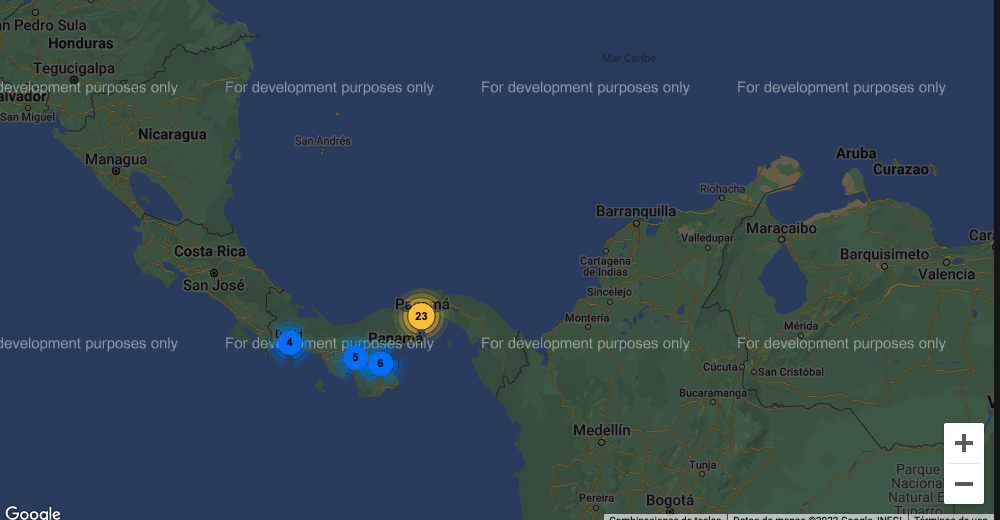 n Pedro Sula
Honduras
Mar Caribe
Tegucigalpa
development purposes only
For development purposes only
For development purposes only
For development purposes only
alvador
San Miguel
Nicaragua
San Andrés
Managua
Aruba
Curazao
Riohacha
Barranquilla
Maracaibo
Valledupar
Costa Rica
Barquisimeto
Cartagena
de Indias
Valencia
San José
Sincelejo
23
Montería
Mérida
Panamá
4
development purposes only
For development purposes only
For development purposes only
For development purposes only
5
6
Cúcuta
San Cristóbal
Bucaramanga
Medellín
Tunja
Parque
Naciona
Natural E
Tuparro
Pereira
Bogotá
Google
Combinaciones de teclas
Datos de mapas ©2023 Google, INEGI
Términos de uso